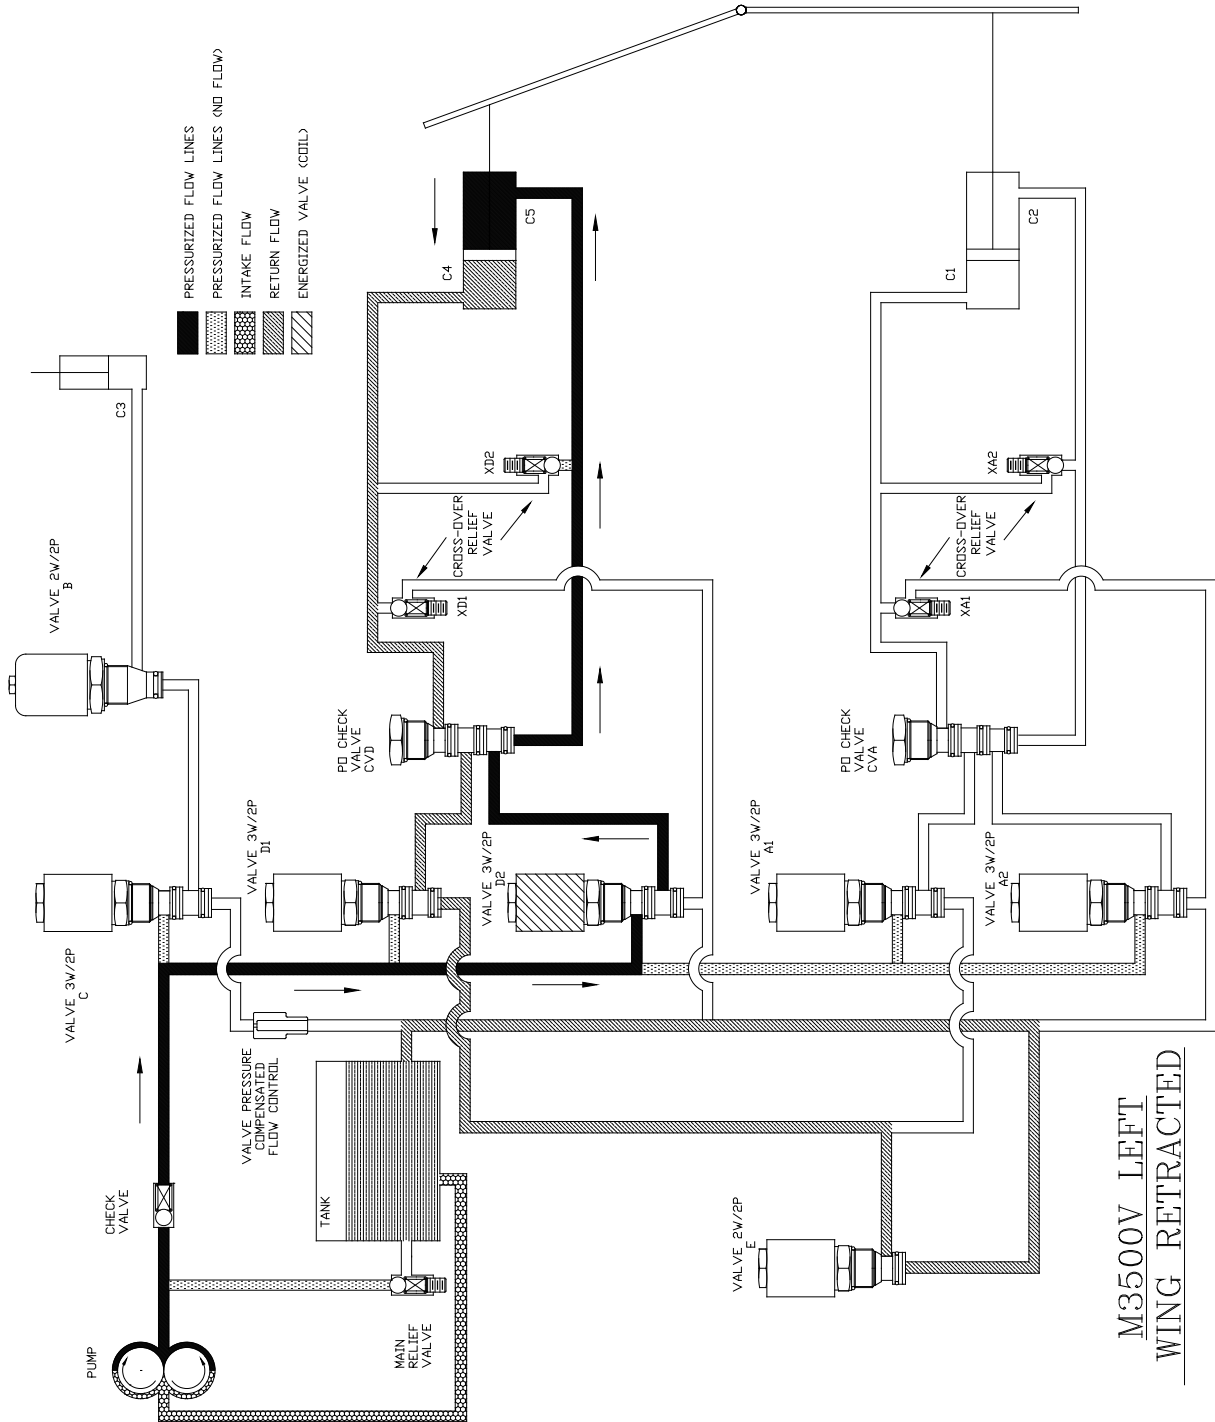 PRESSURIZED FLOW LINES
PRESSURIZED FLOW LINES (NO FLOW)
INTAKE FLOW
RETURN FLOW
ENERGIZED VALVE (COIL)
C3
VALVE 2W/2P
B
C5
C4
C2
C1
XD2
XA2
CROSS-OVER
RELIEF
VALVE
CROSS-OVER
RELIEF
VALVE
XD1
XA1
PO CHECK
VALVE
CVD
PO CHECK
VALVE
CVA
VALVE 3W/2P
C
VALVE 3W/2P
D1
VALVE 3W/2P
D2
VALVE 3W/2P
A1
VALVE 3W/2P
A2
VALVE PRESSURE
COMPENSATED
FLOW CONTROL
CHECK
VALVE
TANK
VALVE 2W/2P
E
PUMP
MAIN
RELIEF
VALVE
M3500V LEFT
WING RETRACTED